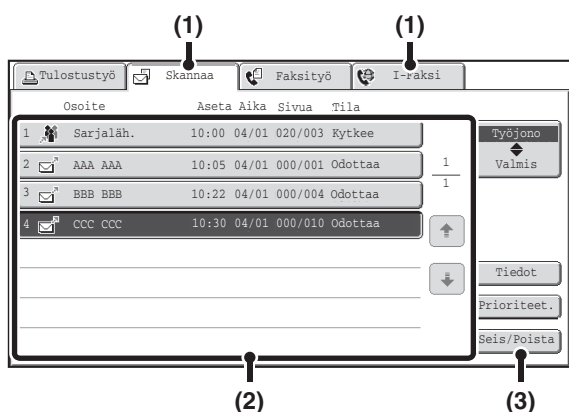 (1) (1)
Tulostustyö Skannaa Faksityö I-Faksi
Osoite Aseta Aika Sivua Tila
1 Sarjaläh. 10:00 04/01 020/003 Kytkee
2 AAA AAA 10:05 04/01 000/001 Odottaa
3 BBB BBB 10:22 04/01 000/004 Odottaa
4 CCC CCC 10:30 04/01 000/010 Odottaa
1
1
Työjono
Valmis
Tiedot
Prioriteet.
Seis/Poista
(2) (3)